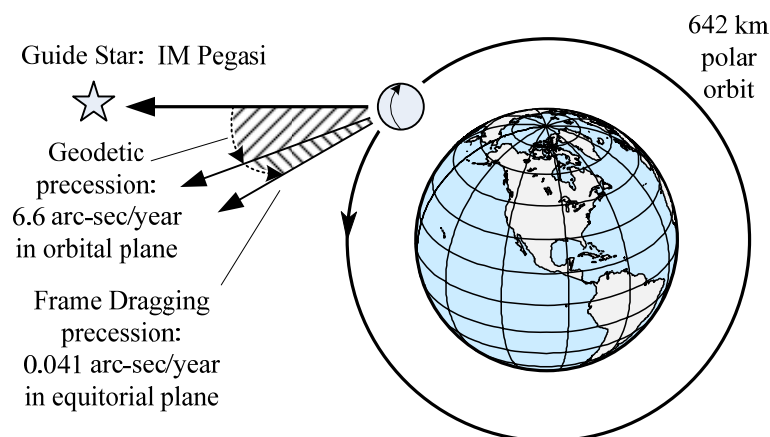 Guide Star: IM Pegasi
642 km
polar
orbit
Geodetic
precession:
6.6 arc-sec/year
in orbital plane
Frame Dragging
precession:
0.041 arc-sec/year
in equitorial plane